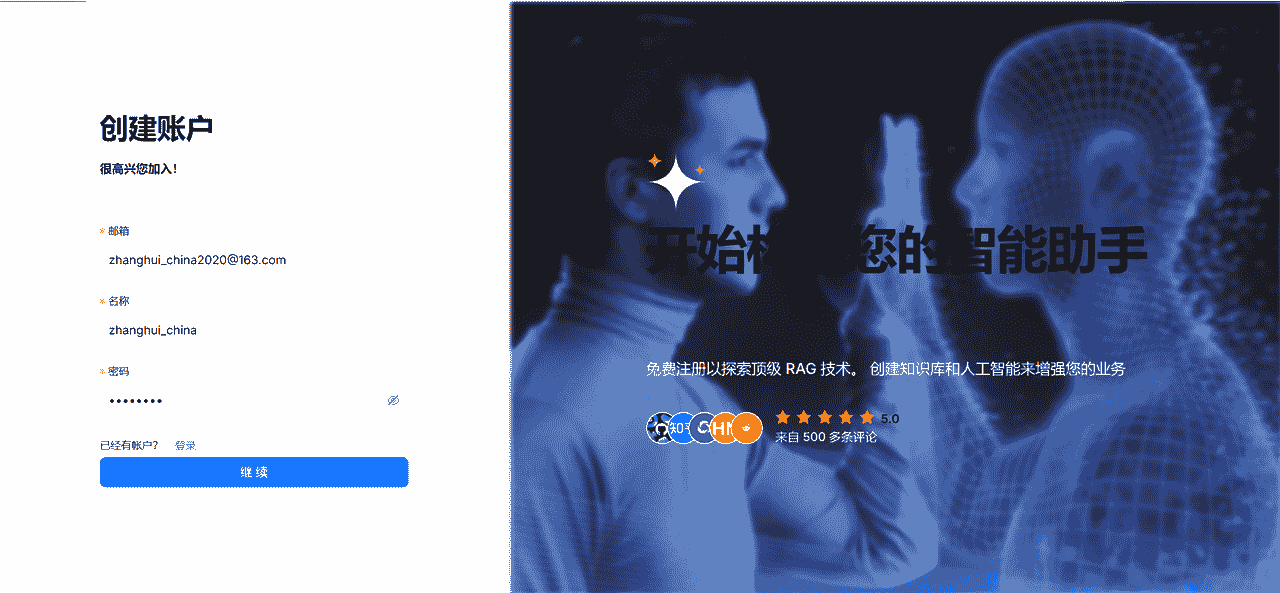 创建账户
很高兴您加入！
* 邮箱
zhanghui_china2020@163.com
* 名称
zhanghui_china
* 密码
••••••••
已经有帐户? 登录
继 续
开始构 您的智能助手
免费注册以探索顶级 RAG 技术。 创建知识库和人工智能来增强您的业务
知 HN
5.0
来自 500 多条评论